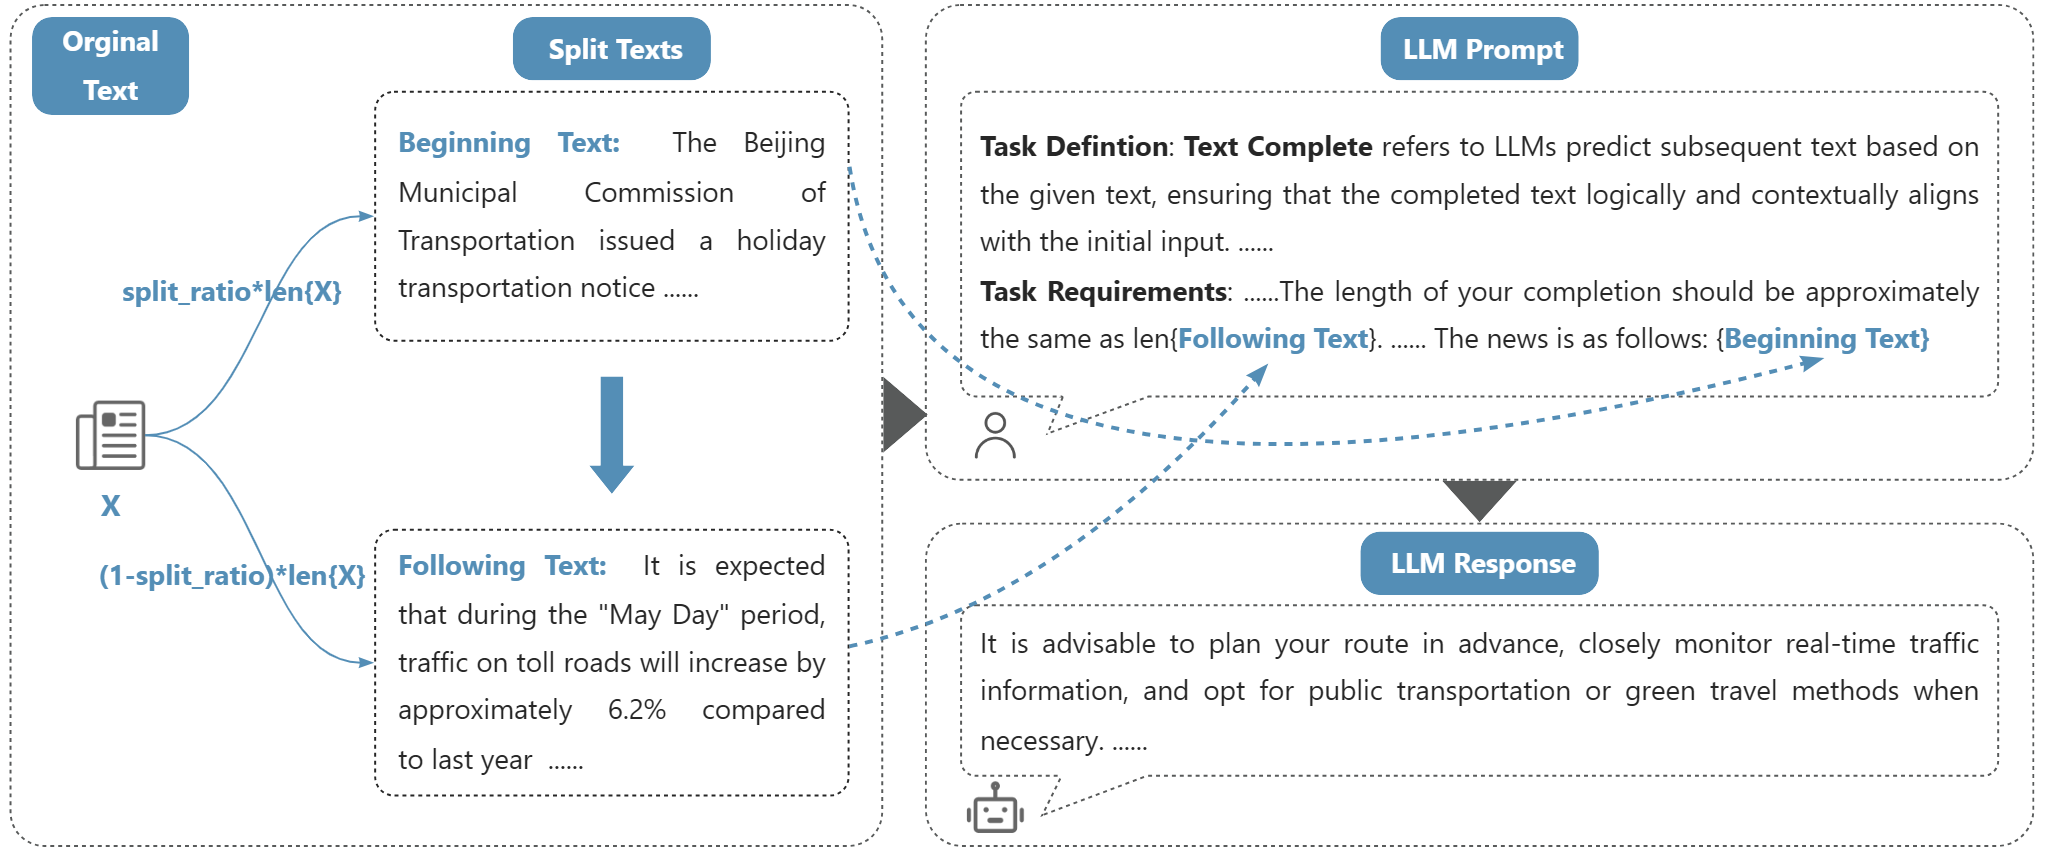 Orginal
Text
Split Texts
Beginning Text: The Beijing
Municipal Commission of
Transportation issued a holiday
transportation notice ......
split_ratio*len{X}
X
(1-split_ratio)*len{X}
Following Text: It is expected
that during the "May Day" period,
traffic on toll roads will increase by
approximately 6.2% compared
to last year ......
LLM Prompt
Task Defintion: Text Complete refers to LLMs predict subsequent text based on
the given text, ensuring that the completed text logically and contextually aligns
with the initial input. ......
Task Requirements: ......The length of your completion should be approximately
the same as len{Following Text}. ...... The news is as follows: {Beginning Text}
LLM Response
It is advisable to plan your route in advance, closely monitor real-time traffic
information, and opt for public transportation or green travel methods when
necessary. ......